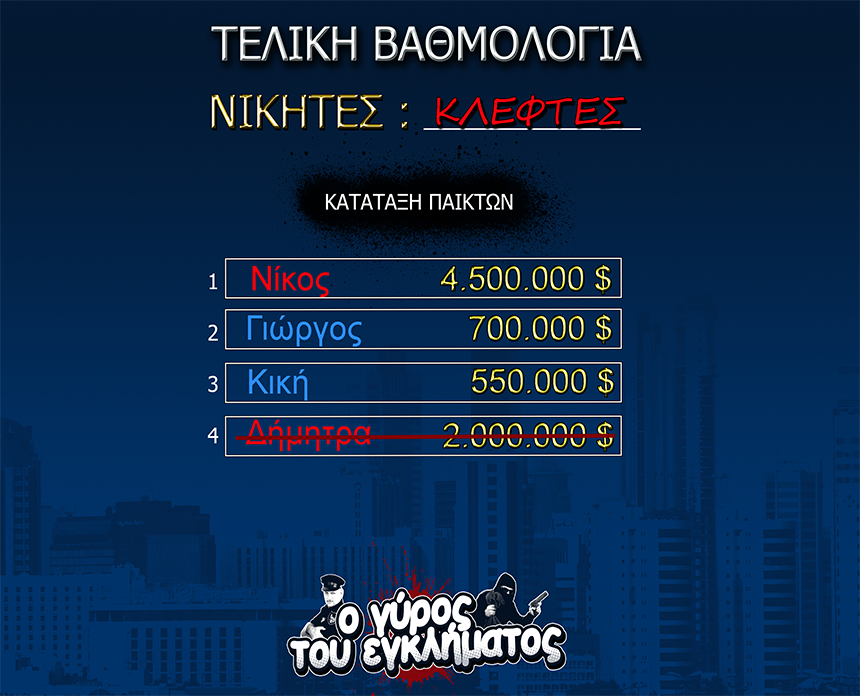 ΤΕΛΙΚΗ ΒΑΘΜΟΛΟΓΙΑ
ΝΙΚΗΤΕΣ : ΚΛΕΦΤΕΣ
ΚΑΤΑΤΑΞΗ ΠΑΙΚΤΩΝ
1 Νίκος 4.500.000 $
2 Γιώργος 700.000 $
3 Κική 550.000 $
4 Δήμητρα 2.000.000 $
ο γύρος
του εγκλήματος